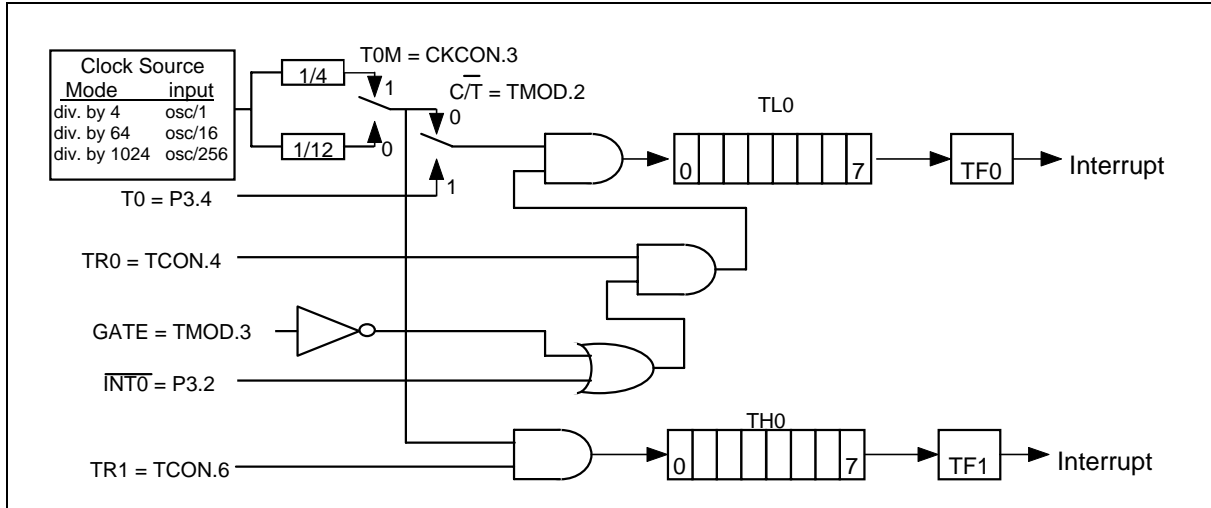 Clock Source
Mode input
div. by 4 osc/1
div. by 64 osc/16
div. by 1024 osc/256
1/4
1/12
T0M = CKCON.3
1
0
C/T̅ = TMOD.2
0
1
T0 = P3.4
TL0
0 7
TF0
Interrupt
TR0 = TCON.4
GATE = TMOD.3
I̅N̅T̅0̅ = P3.2
TR1 = TCON.6
TH0
0 7
TF1
Interrupt